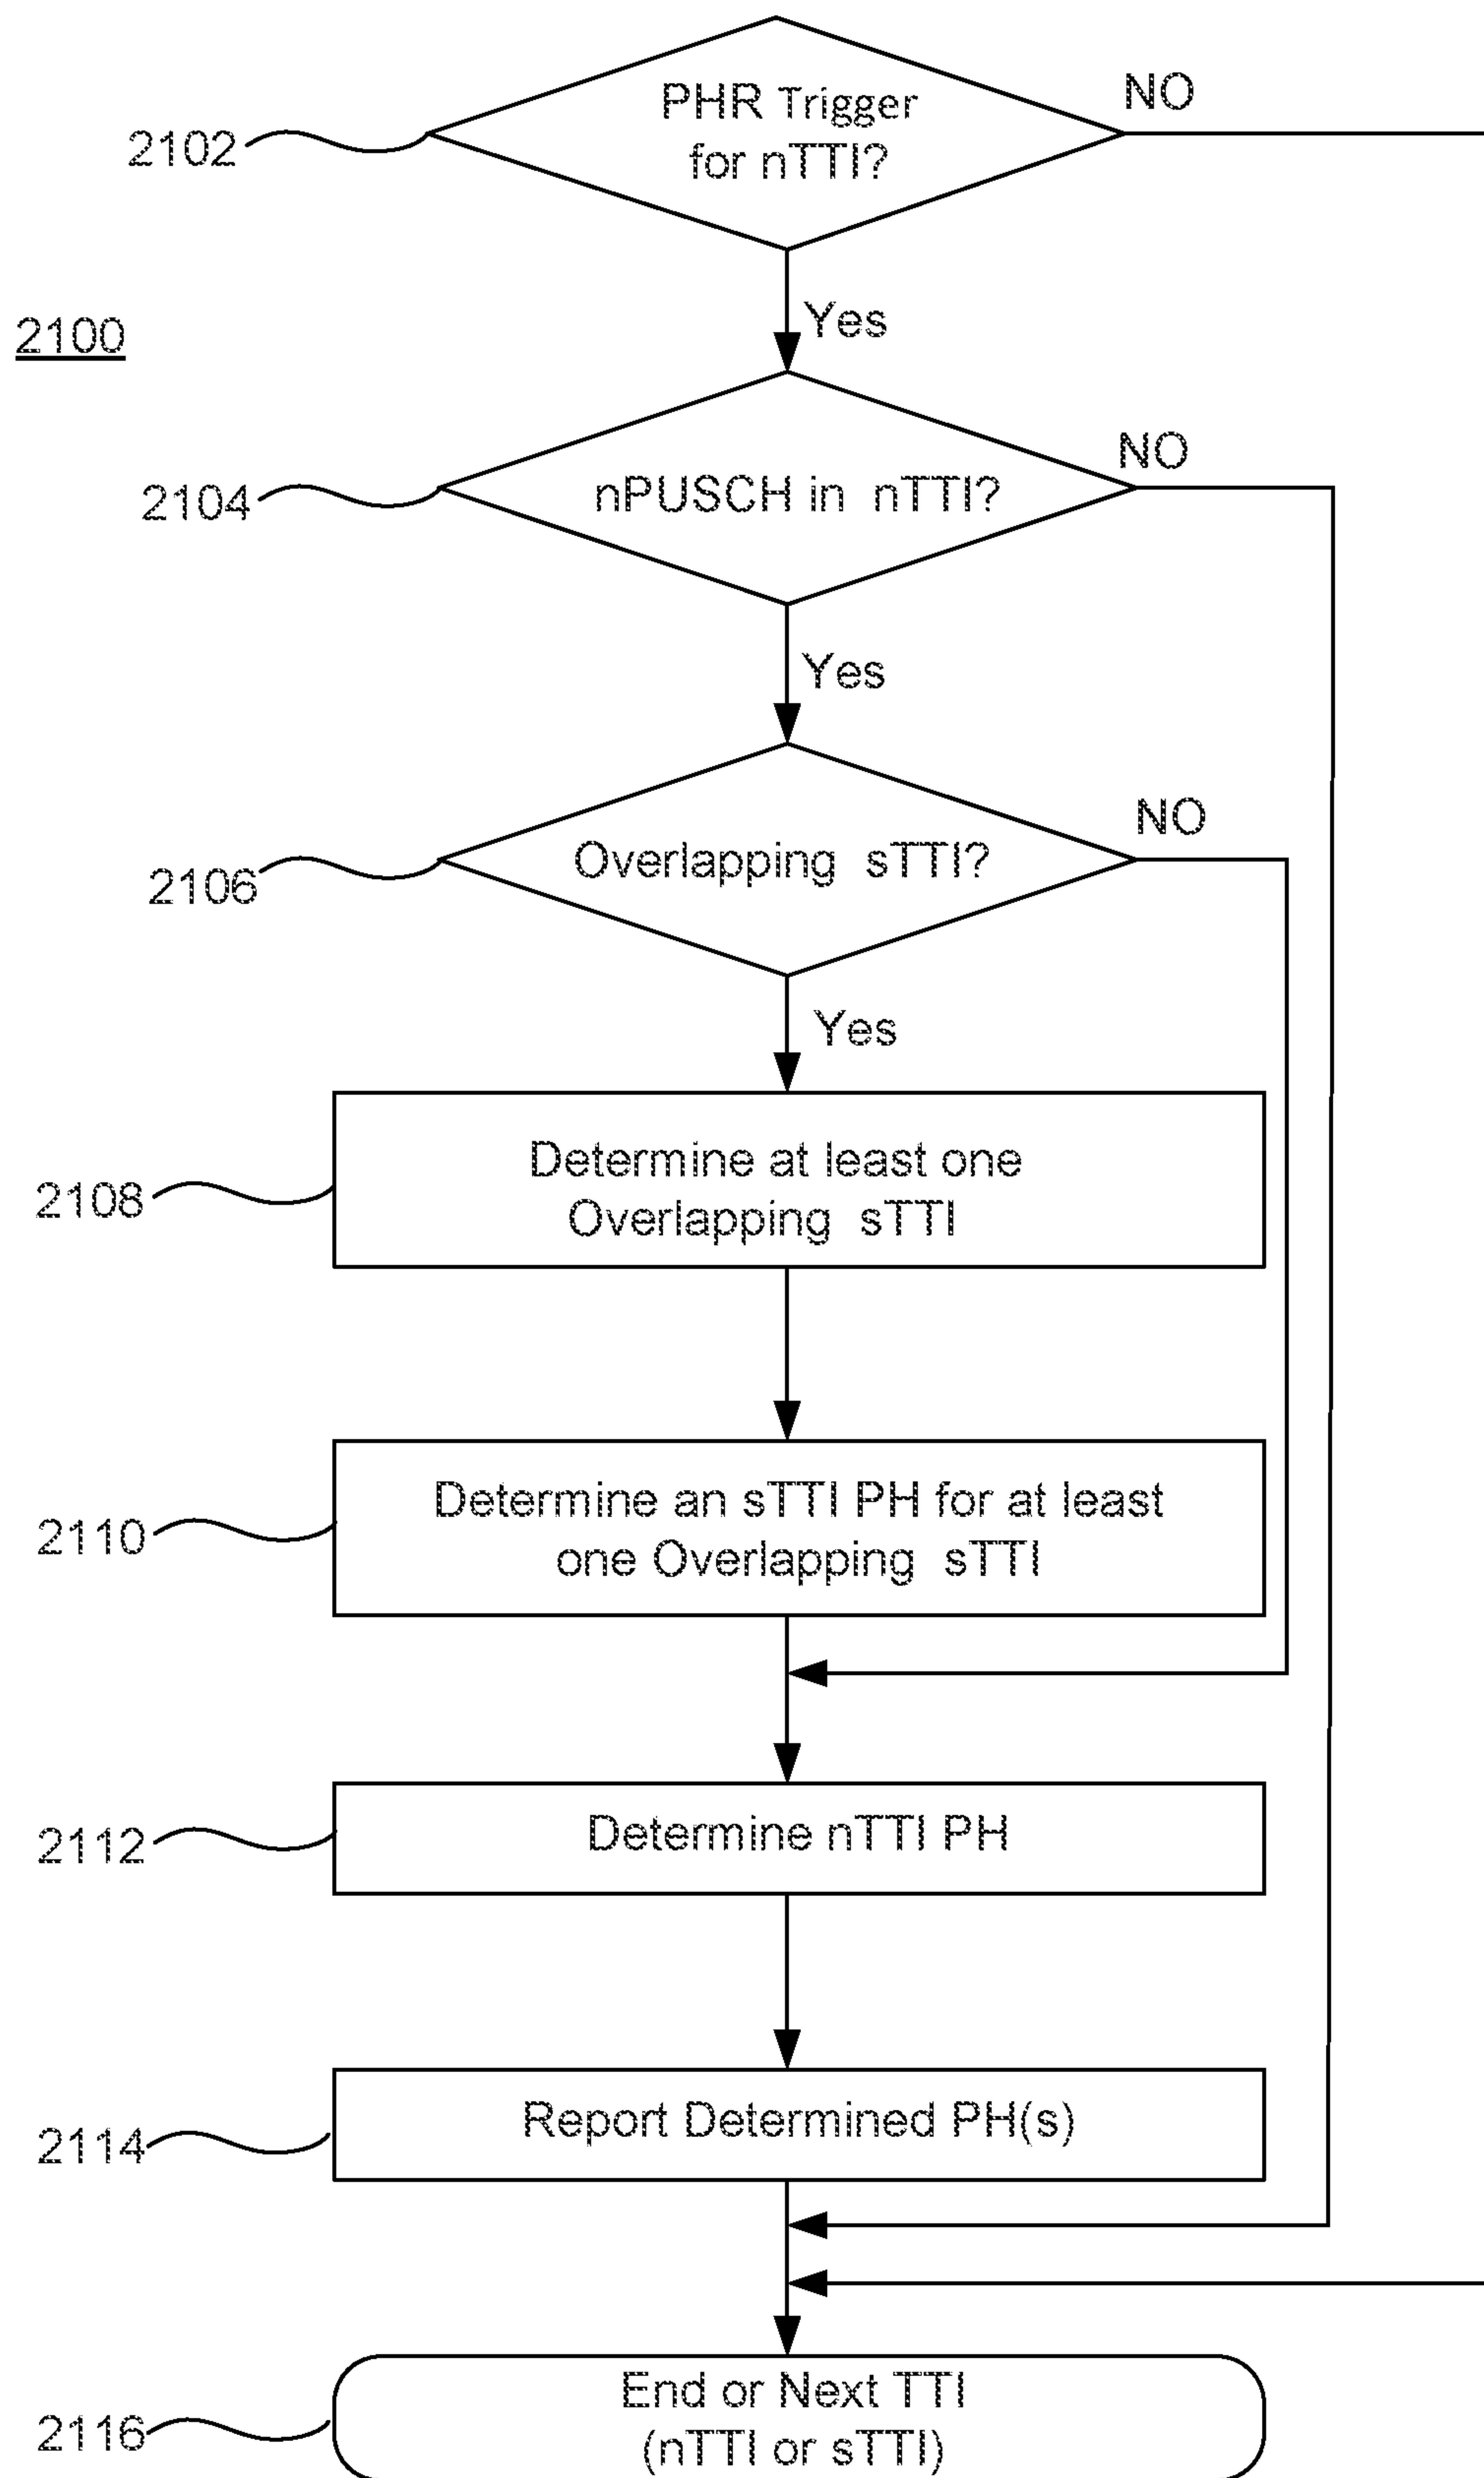 PHR Trigger
for nTTI?
NO
2102
Yes
2100
nPUSCH in nTTI?
NO
2104
Yes
Overlapping sTTI?
NO
2106
Yes
Determine at least one
Overlapping sTTI
2108
Determine an sTTI PH for at least
one Overlapping sTTI
2110
Determine nTTI PH
2112
Report Determined PH(s)
2114
End or Next TTI
(nTTI or sTTI)
2116